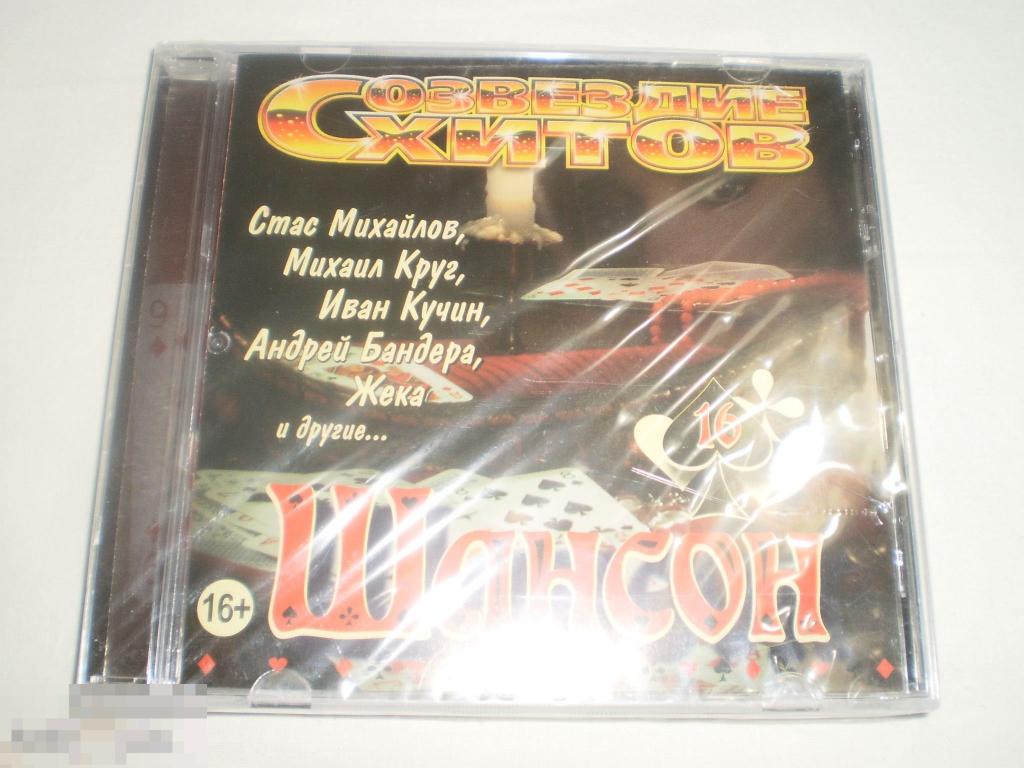 СОЗВЕЗДИЕ
ХИТОВ
Стас Михайлов,
Михаил Круг,
Иван Кучин,
Андрей Бандера,
Жека
и другие...
16
Шансон
16+